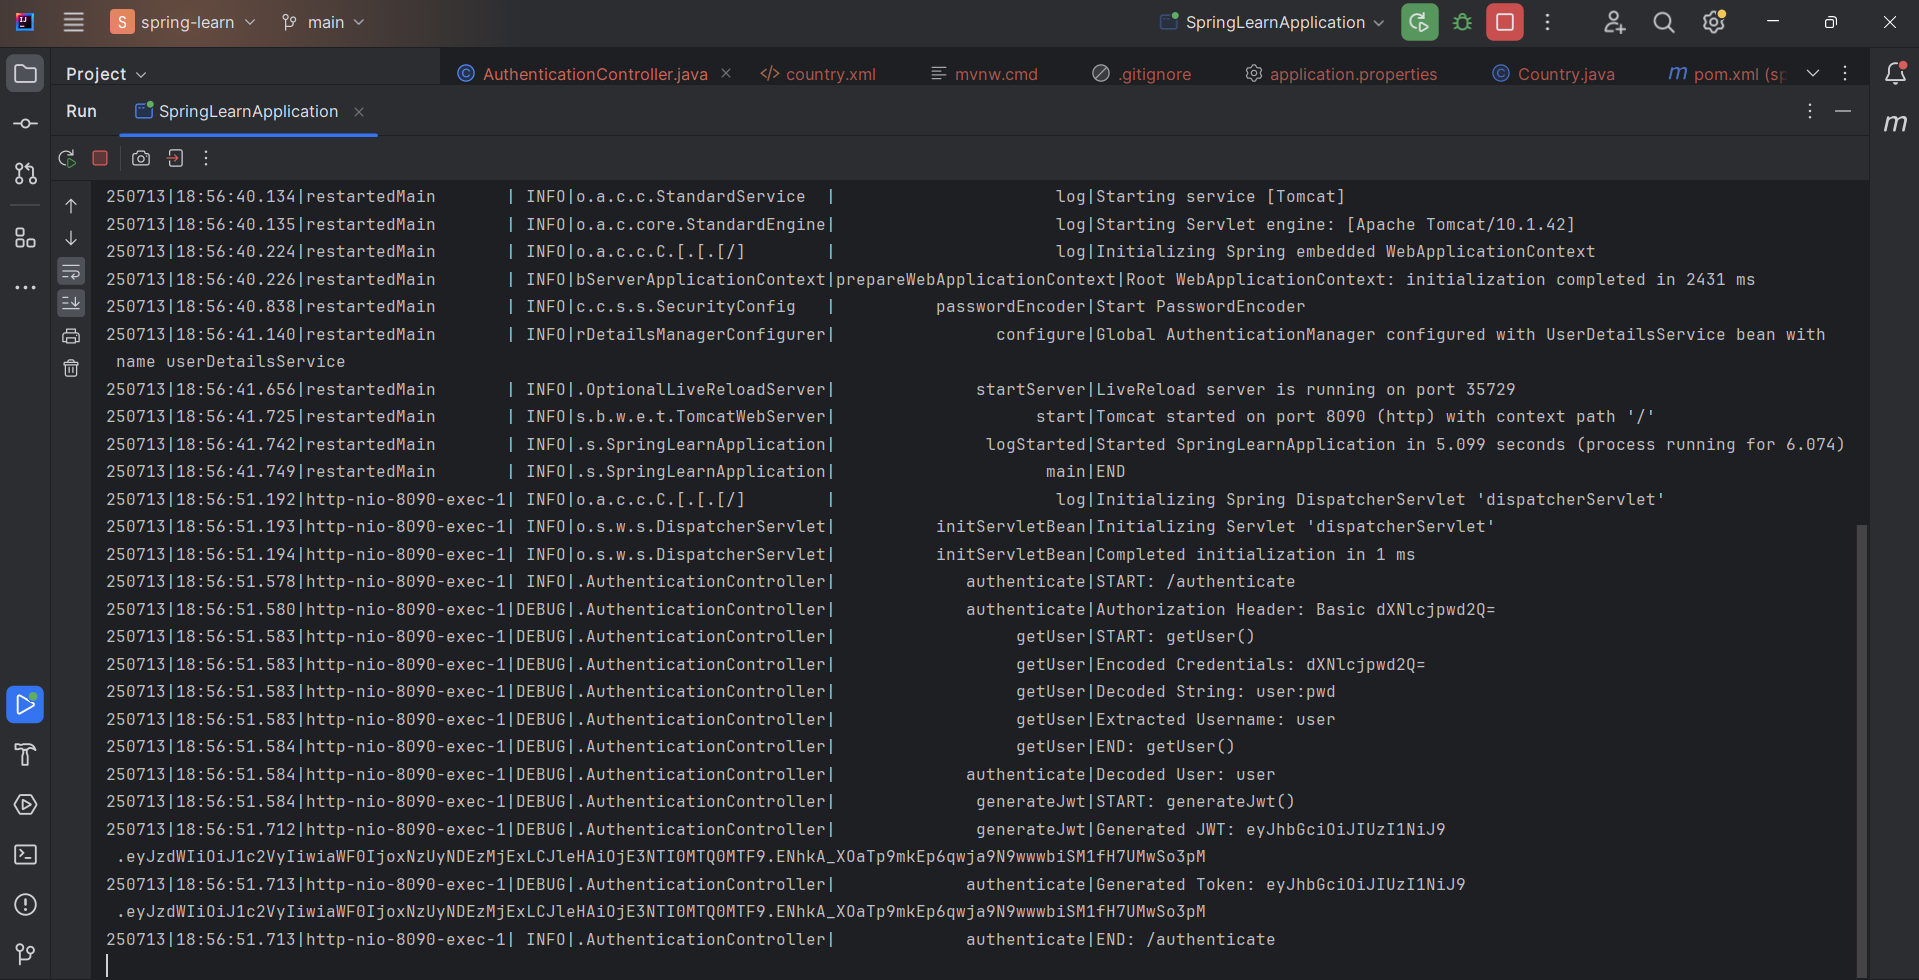 S spring-learn main SpringLearnApplication
Project AuthenticationController.java country.xml mvnw.cmd .gitignore application.properties Country.java pom.xml (sp
Run SpringLearnApplication
250713|18:56:40.134|restartedMain       | INFO|o.a.c.c.StandardService  |                      log|Starting service [Tomcat]
250713|18:56:40.135|restartedMain       | INFO|o.a.c.core.StandardEngine|                      log|Starting Servlet engine: [Apache Tomcat/10.1.42]
250713|18:56:40.224|restartedMain       | INFO|o.a.c.c.C.[.[.[/]        |                      log|Initializing Spring embedded WebApplicationContext
250713|18:56:40.226|restartedMain       | INFO|bServerApplicationContext|prepareWebApplicationContext|Root WebApplicationContext: initialization completed in 2431 ms
250713|18:56:40.838|restartedMain       | INFO|c.c.s.s.SecurityConfig   |          passwordEncoder|Start PasswordEncoder
250713|18:56:41.140|restartedMain       | INFO|rDetailsManagerConfigurer|                configure|Global AuthenticationManager configured with UserDetailsService bean with
name userDetailsService
250713|18:56:41.656|restartedMain       | INFO|.OptionalLiveReloadServer|              startServer|LiveReload server is running on port 35729
250713|18:56:41.725|restartedMain       | INFO|s.b.w.e.t.TomcatWebServer|                    start|Tomcat started on port 8090 (http) with context path '/'
250713|18:56:41.742|restartedMain       | INFO|.s.SpringLearnApplication|               logStarted|Started SpringLearnApplication in 5.099 seconds (process running for 6.074)
250713|18:56:41.749|restartedMain       | INFO|.s.SpringLearnApplication|                     main|END
250713|18:56:51.192|http-nio-8090-exec-1| INFO|o.a.c.c.C.[.[.[/]        |                      log|Initializing Spring DispatcherServlet 'dispatcherServlet'
250713|18:56:51.193|http-nio-8090-exec-1| INFO|o.s.w.s.DispatcherServlet|          initServletBean|Initializing Servlet 'dispatcherServlet'
250713|18:56:51.194|http-nio-8090-exec-1| INFO|o.s.w.s.DispatcherServlet|          initServletBean|Completed initialization in 1 ms
250713|18:56:51.578|http-nio-8090-exec-1| INFO|.AuthenticationController|             authenticate|START: /authenticate
250713|18:56:51.580|http-nio-8090-exec-1|DEBUG|.AuthenticationController|             authenticate|Authorization Header: Basic dXNlcjpwd2Q=
250713|18:56:51.583|http-nio-8090-exec-1|DEBUG|.AuthenticationController|                  getUser|START: getUser()
250713|18:56:51.583|http-nio-8090-exec-1|DEBUG|.AuthenticationController|                  getUser|Encoded Credentials: dXNlcjpwd2Q=
250713|18:56:51.583|http-nio-8090-exec-1|DEBUG|.AuthenticationController|                  getUser|Decoded String: user:pwd
250713|18:56:51.583|http-nio-8090-exec-1|DEBUG|.AuthenticationController|                  getUser|Extracted Username: user
250713|18:56:51.584|http-nio-8090-exec-1|DEBUG|.AuthenticationController|                  getUser|END: getUser()
250713|18:56:51.584|http-nio-8090-exec-1|DEBUG|.AuthenticationController|             authenticate|Decoded User: user
250713|18:56:51.584|http-nio-8090-exec-1|DEBUG|.AuthenticationController|              generateJwt|START: generateJwt()
250713|18:56:51.712|http-nio-8090-exec-1|DEBUG|.AuthenticationController|              generateJwt|Generated JWT: eyJhbGciOiJIUzI1NiJ9
.eyJzdWIiOiJ1c2VyIiwiaWF0IjoxNzUyNDEzMjExLCJleHAiOjE3NTI0MTQ0MTF9.ENhkA_XOaTp9mkEp6qwja9N9wwwbiSM1fH7UMwSo3pM
250713|18:56:51.713|http-nio-8090-exec-1|DEBUG|.AuthenticationController|             authenticate|Generated Token: eyJhbGciOiJIUzI1NiJ9
.eyJzdWIiOiJ1c2VyIiwiaWF0IjoxNzUyNDEzMjExLCJleHAiOjE3NTI0MTQ0MTF9.ENhkA_XOaTp9mkEp6qwja9N9wwwbiSM1fH7UMwSo3pM
250713|18:56:51.713|http-nio-8090-exec-1| INFO|.AuthenticationController|             authenticate|END: /authenticate